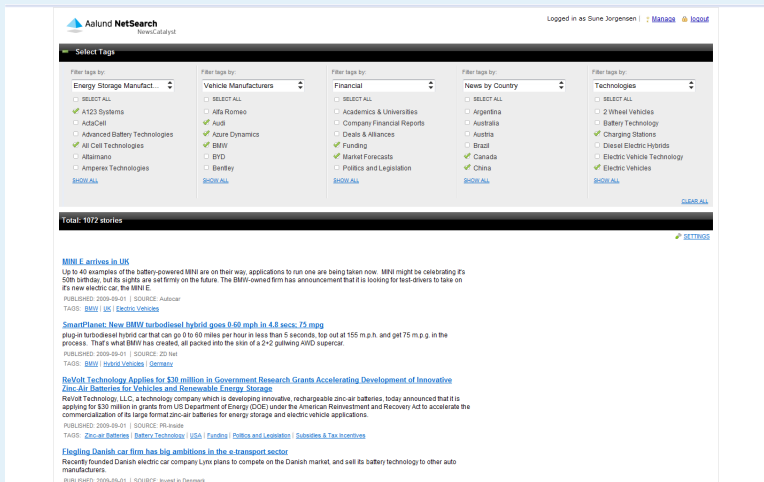 Aalund NetSearch
NewsCatalyst
Logged in as Sune Jorgensen | Manage logout
Select Tags
Filter tags by:
Energy Storage Manufact...
SELECT ALL
A123 Systems
AdaCell
Advanced Battery Technologies
All Cell Technologies
Altairnano
Amperex Technologies
SHOW ALL
Filter tags by:
Vehicle Manufacturers
SELECT ALL
Alfa Romeo
Audi
Azure Dynamics
BMW
BYD
Bentley
SHOW ALL
Filter tags by:
Financial
SELECT ALL
Academics & Universities
Company Financial Reports
Deals & Alliances
Funding
Market Forecasts
Politics and Legislation
SHOW ALL
Filter tags by:
News by Country
SELECT ALL
Argentina
Australia
Austria
Brazil
Canada
China
SHOW ALL
Filter tags by:
Technologies
SELECT ALL
2 Wheel Vehicles
Battery Technology
Charging Stations
Diesel Electric Hybrids
Electric Vehicle Technology
Electric Vehicles
SHOW ALL
CLEAR ALL
Total: 1072 stories
SETTINGS
MINI E arrives in UK
Up to 40 examples of the battery-powered MINI are on their way, applications to run one are being taken now. MINI might be celebrating it's
50th birthday, but its sights are set firmly on the future. The BMW-owned firm has announcement that it is looking for test-drivers to take on
it's new electric car, the MINI E.
PUBLISHED: 2009-09-01 | SOURCE: Autocar
TAGS: BMW | UK | Electric Vehicles
SmartPlanet: New BMW turbodiesel hybrid goes 0-60 mph in 4.8 secs; 75 mpg
plug-in turbodiesel hybrid car that can go 0 to 60 miles per hour in less than 5 seconds, top out at 155 m.p.h. and get 75 m.p.g. in the
process. That's what BMW has created, all packed into the skin of a 2+2 gullwing AWD supercar.
PUBLISHED: 2009-09-01 | SOURCE: ZD Net
TAGS: BMW | Hybrid Vehicles | Germany
ReVolt Technology Applies for $30 million in Government Research Grants Accelerating Development of Innovative
Zinc-Air Batteries for Vehicles and Renewable Energy Storage
ReVolt Technology, LLC, a technology company which is developing innovative, rechargeable zinc-air batteries, today announced that it is
applying for $30 million in grants from US Department of Energy (DOE) under the American Reinvestment and Recovery Act to accelerate the
commercialization of its large format zinc-air batteries for energy storage and electric vehicle applications.
PUBLISHED: 2009-09-01 | SOURCE: PR-Inside
TAGS: Zinc-air Batteries | Battery Technology | USA | Funding | Politics and Legislation | Subsidies & Tax Incentives
Flegling Danish car firm has big ambitions in the e-transport sector
Recently founded Danish electric car company Lynx plans to compete on the Danish market, and sell its battery technology to other auto
manufacturers.
PUBLISHED: 2009-09-01 | SOURCE: Invest in Denmark